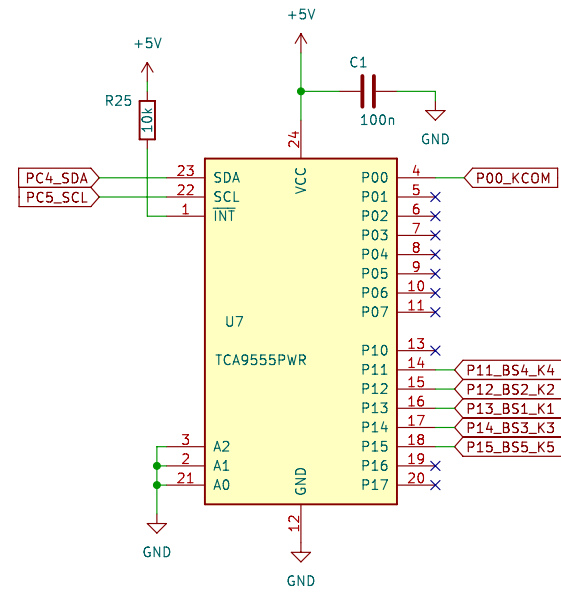 +5V
+5V
C1
R25
10k
100n
GND
24
VCC
PC4_SDA 23 SDA P00 4 P00_KCOM
PC5_SCL 22 SCL P01 5
1 INT P02 6
P03 7
P04 8
P05 9
P06 10
P07 11
U7
P10 13
TCA9555PWR
P11 14 P11_BS4_K4
P12 15 P12_BS2_K2
P13 16 P13_BS1_K1
P14 17 P14_BS3_K3
3 A2 P15 18 P15_BS5_K5
2 A1 P16 19
21 A0 P17 20
GND
12
GND
GND